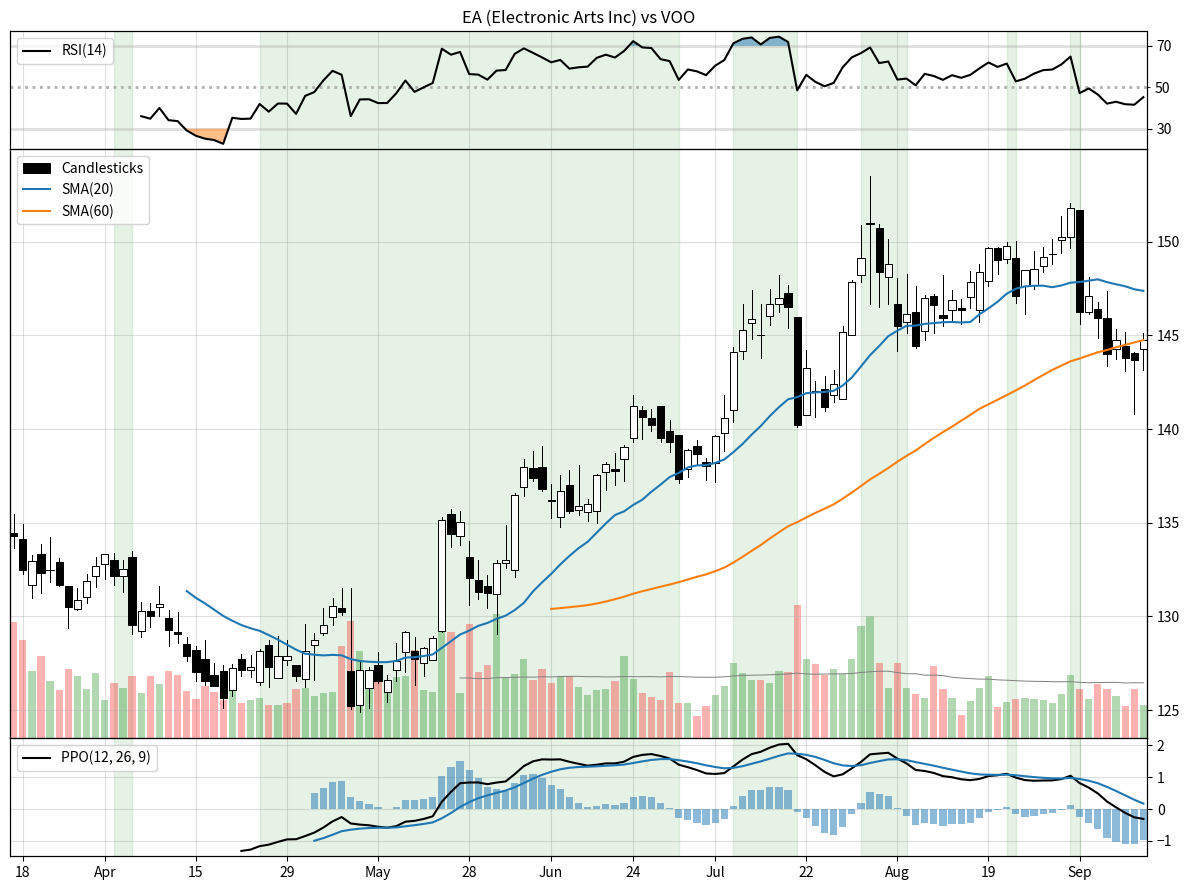 EA (Electronic Arts Inc) vs VOO
RSI(14)
70
50
30
Candlesticks
SMA(20)
SMA(60)
150
145
140
135
130
125
PPO(12, 26, 9)
2
1
0
−1
18 Apr 15 29 May 28 Jun 24 Jul 22 Aug 19 Sep